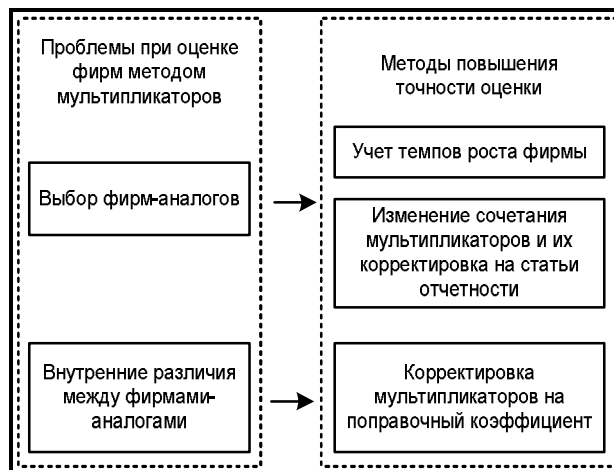 Проблемы при оценке
фирм методом
мультипликаторов
Выбор фирм-аналогов
Внутренние различия
между фирмами-
аналогами
Методы повышения
точности оценки
Учет темпов роста фирмы
Изменение сочетания
мультипликаторов и их
корректировка на статьи
отчетности
Корректировка
мультипликаторов на
поправочный коэффициент